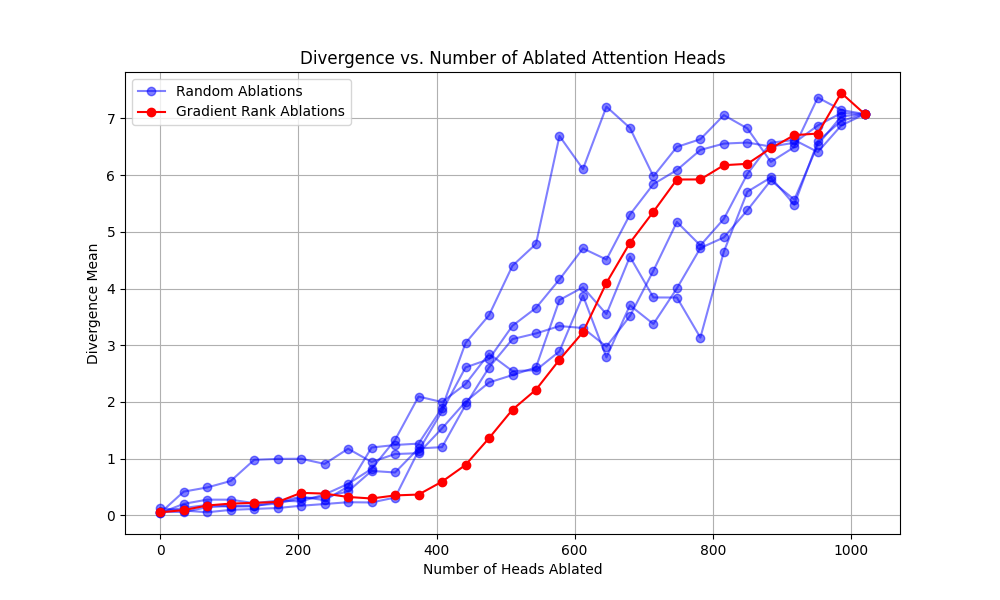 Divergence vs. Number of Ablated Attention Heads
Random Ablations
Gradient Rank Ablations
Divergence Mean
7
6
5
4
3
2
1
0
0 200 400 600 800 1000
Number of Heads Ablated